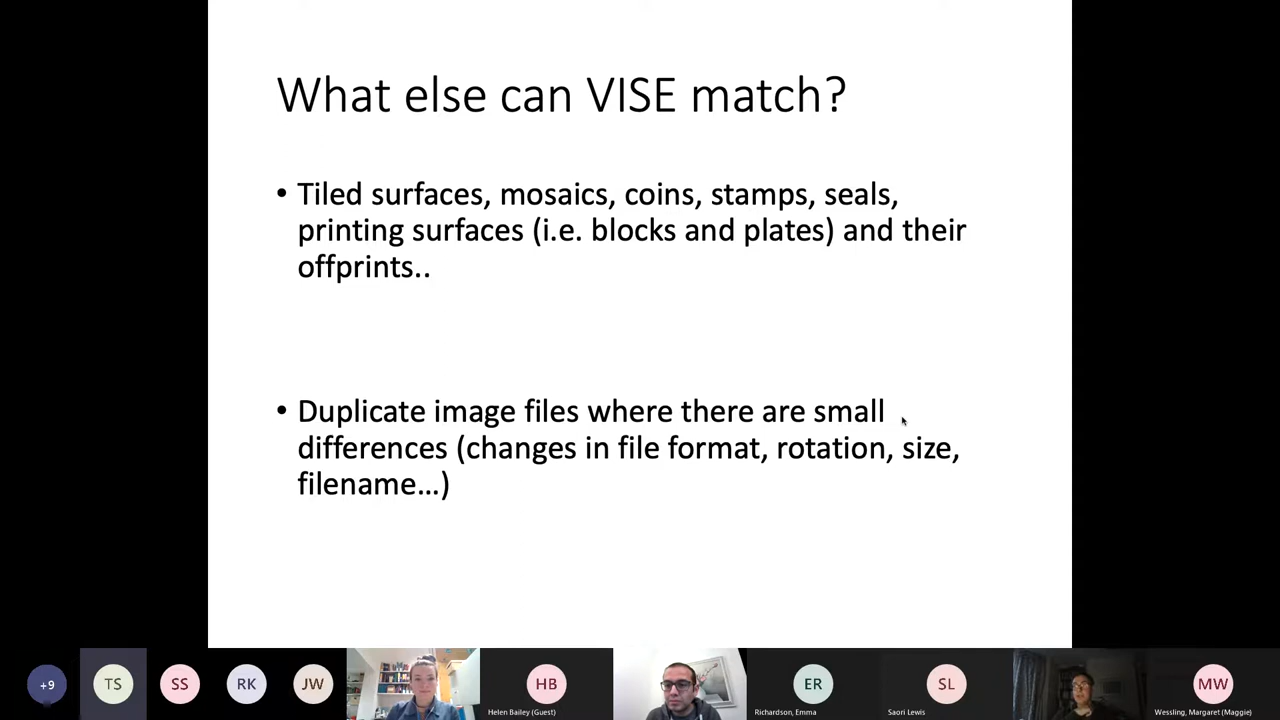 What else can VISE match?
• Tiled surfaces, mosaics, coins, stamps, seals,
printing surfaces (i.e. blocks and plates) and their
offprints..
• Duplicate image files where there are small
differences (changes in file format, rotation, size,
filename…)
+9
TS
SS
RK
JW
HB
Helen Bailey (Guest)
ER
Richardson, Emma
SL
Saori Lewis
MW
Wessling, Margaret (Maggie)